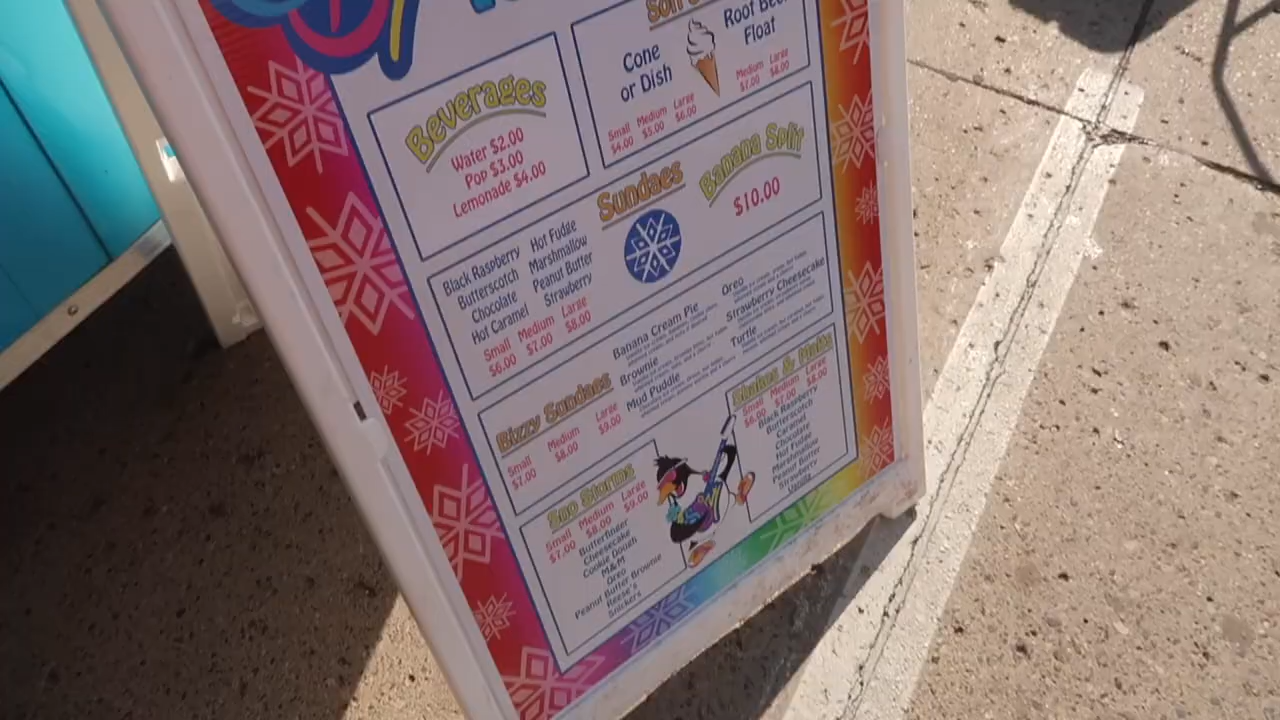 Soft S
Cone
or Dish
Small Medium Large
$4.00 $5.00 $6.00
Root Beer
Float
Medium Large
$7.00 $8.00
Beverages
Water $2.00
Pop $3.00
Lemonade $4.00
Sundaes
Black Raspberry
Butterscotch
Chocolate
Hot Caramel
Hot Fudge
Marshmallow
Peanut Butter
Strawberry
Small Medium Large
$6.00 $7.00 $8.00
Banana Split
$10.00
Bizzy Sundaes
Small Medium Large
$7.00 $8.00 $9.00
Banana Cream Pie
Brownie
Mud Puddle
Oreo
Strawberry Cheesecake
Turtle
Sno Storms
Small Medium Large
$7.00 $8.00 $9.00
Butterfinger
Cheesecake
Cookie Dough
M&M
Oreo
Peanut Butter Brownie
Reese's
Snickers
Shakes & Malts
Small Medium Large
$6.00 $7.00 $8.00
Black Raspberry
Butterscotch
Caramel
Chocolate
Hot Fudge
Marshmallow
Peanut Butter
Strawberry
Vanilla